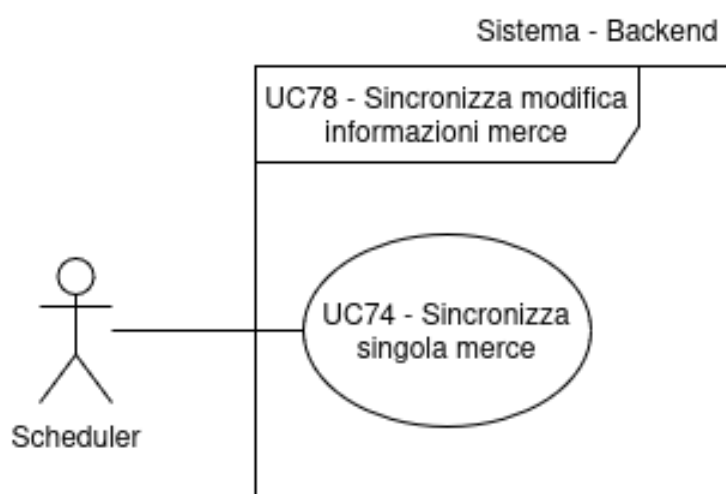 Sistema - Backend
UC78 - Sincronizza modifica
informazioni merce
UC74 - Sincronizza
singola merce
Scheduler